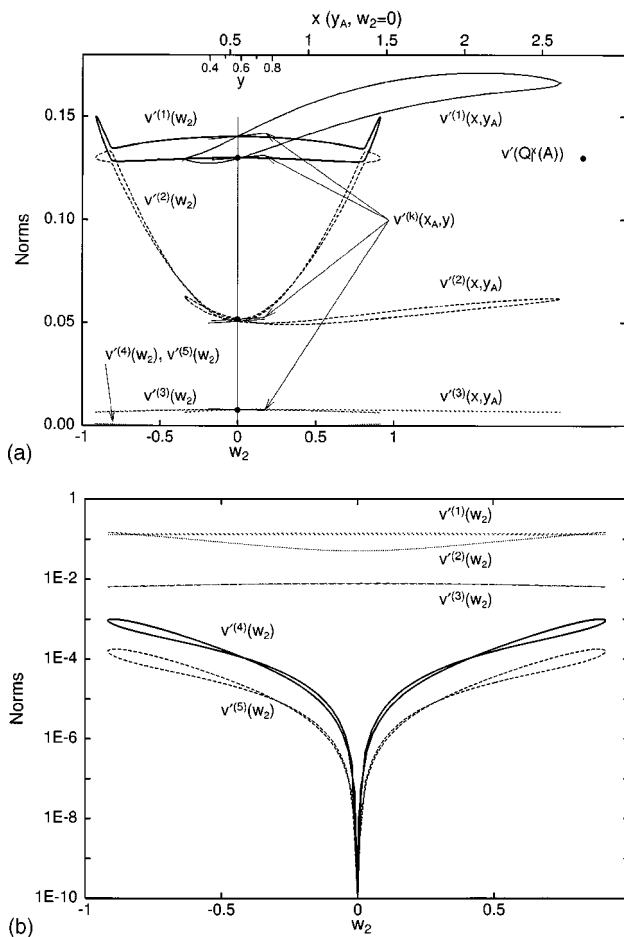 x (y_A, w_2=0)
0 0.5 1 1.5 2 2.5
0.4 0.6 0.8
y
0.15
v′^(1)(w_2)
v′^(1)(x,y_A)
v′(Q^x(A))
v′^(2)(w_2)
0.10
v′^(k)(x_A,y)
Norms
v′^(2)(x,y_A)
0.05
v′^(4)(w_2), v′^(5)(w_2)
v′^(3)(w_2)
v′^(3)(x,y_A)
0.00
-1 -0.5 0 0.5 1
w_2
(a)
1
v′^(1)(w_2)
v′^(2)(w_2)
1E-2
v′^(3)(w_2)
v′^(4)(w_2)
1E-4
v′^(5)(w_2)
Norms
1E-6
1E-8
1E-10
-1 -0.5 0 0.5
w_2
(b)